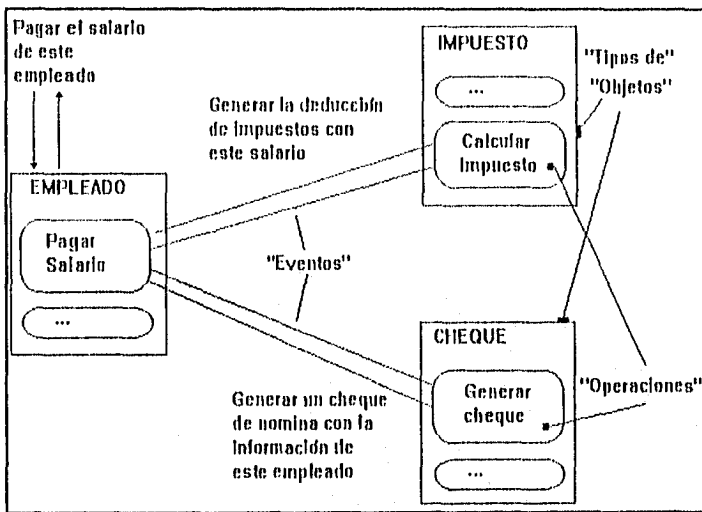 Pagar el salario
de este
empleado
IMPUESTO
...
Calcular
Impuesto
"Tipos de"
"Objetos"
Generar la deducción
de Impuestos con
este salario
EMPLEADO
Pagar
Salario
...
"Eventos"
CHEQUE
Generar
cheque
...
"Operaciones"
Generar un cheque
de nomina con la
Información de
este empleado